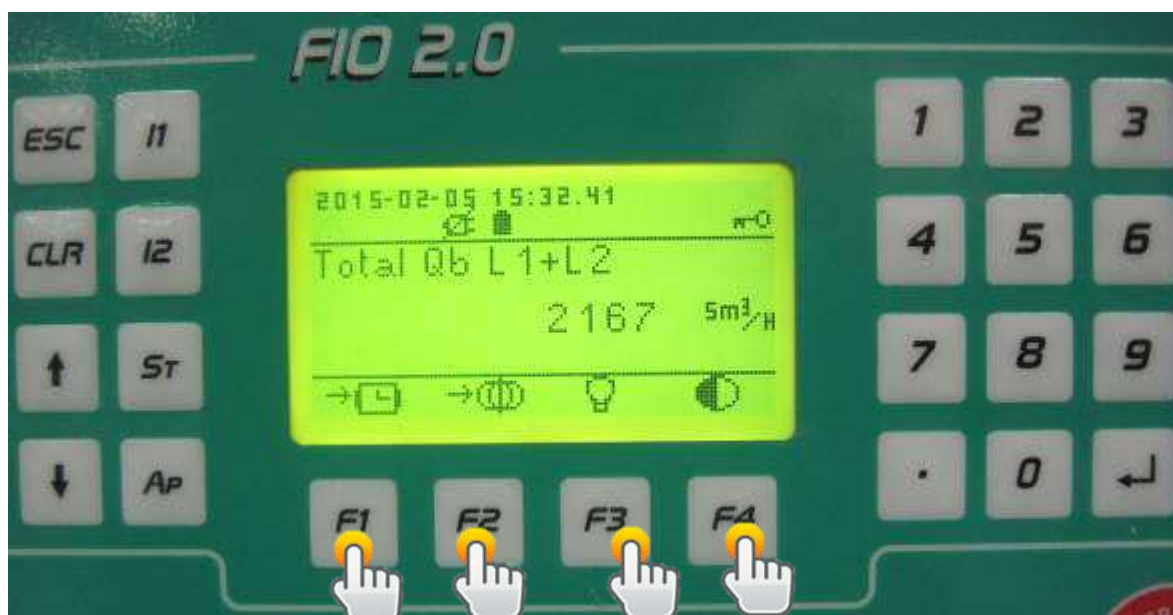 FIO 2.0
ESC I1
CLR I2
ST
AP
2015-02-05 15:32.41
Total Qb L1+L2
2167 Sm³/H
F1 F2 F3 F4
1 2 3
4 5 6
7 8 9
. 0